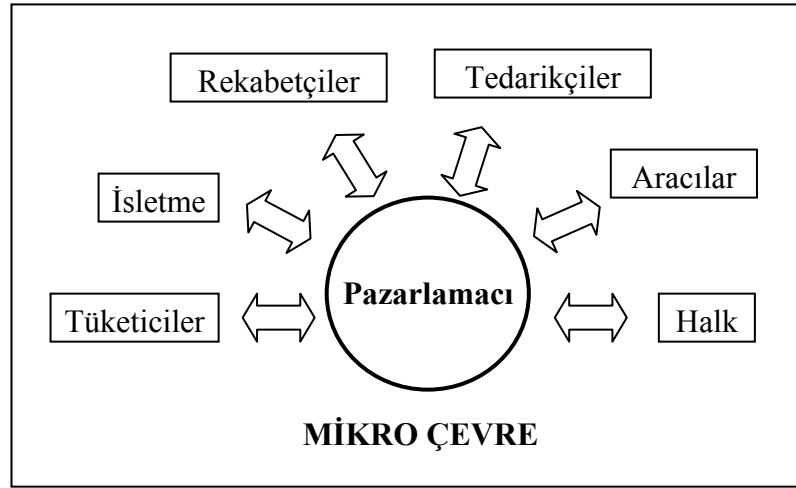 Rekabetçiler
Tedarikçiler
İsletme
Aracılar
Pazarlamacı
Tüketiciler
Halk
MİKRO ÇEVRE